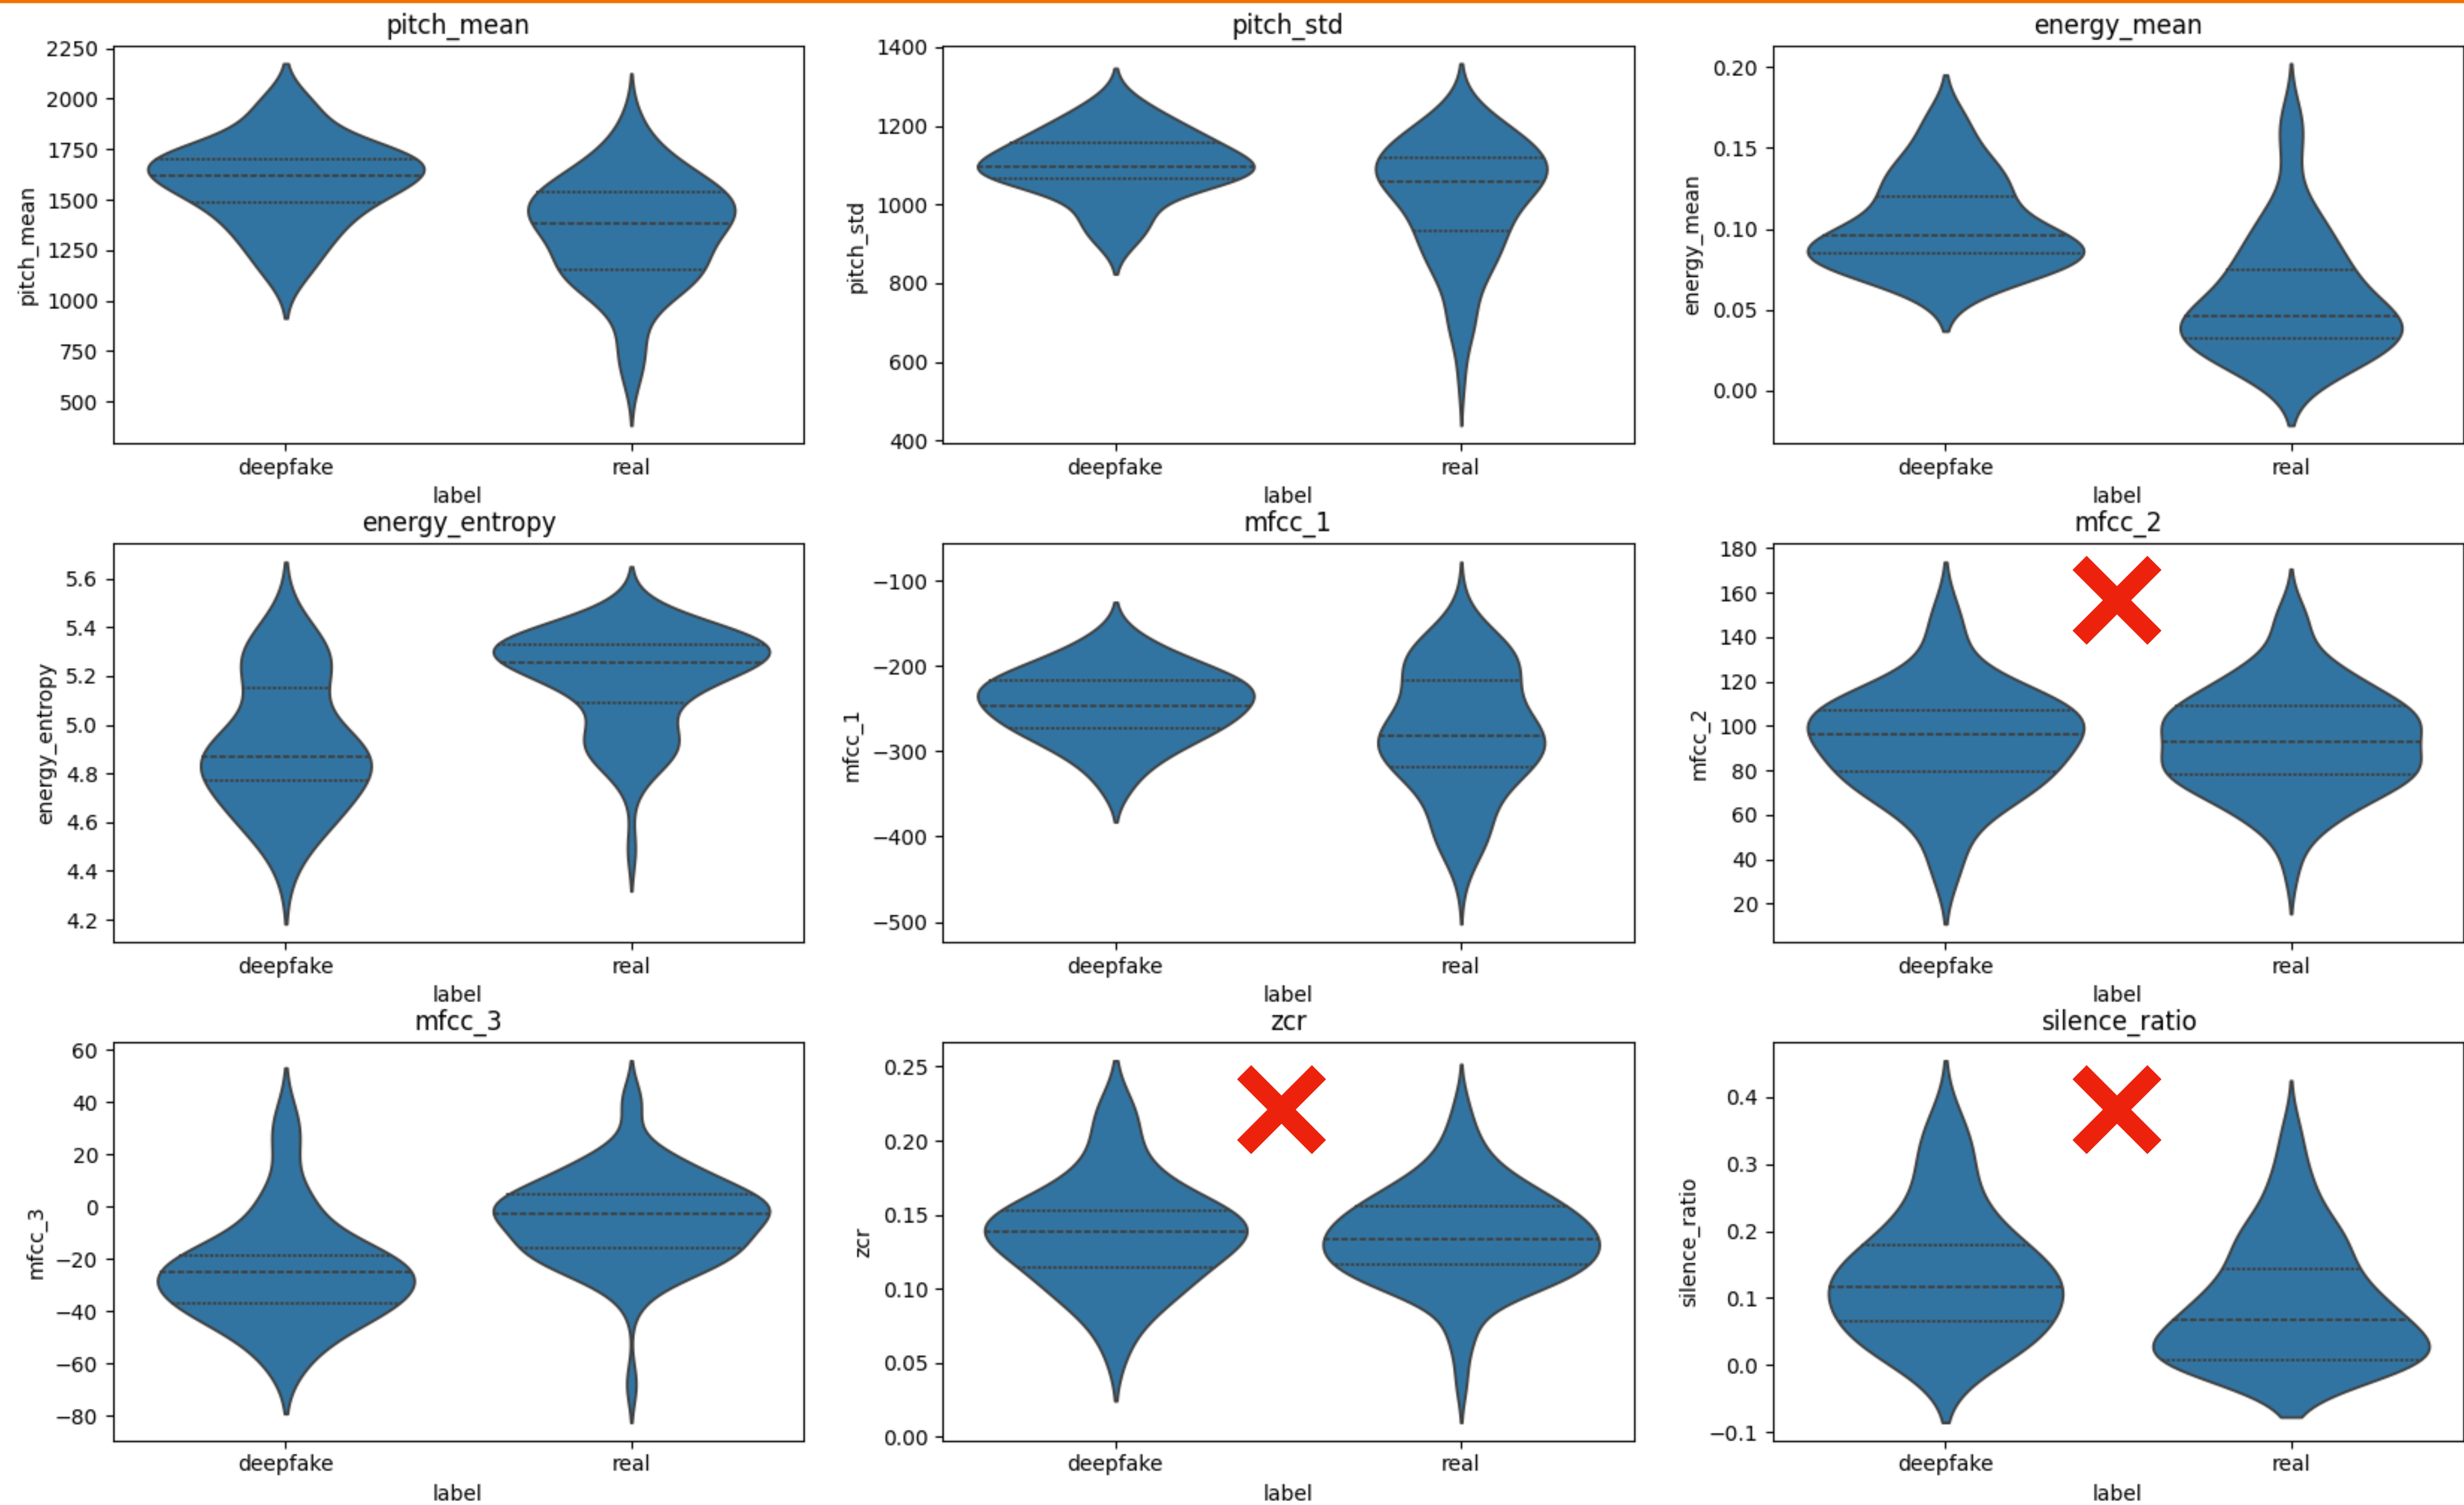 pitch_mean
pitch_std
energy_mean
2250
2000
1750
1500
1250
1000
750
500
pitch_mean
deepfake
real
label
1400
1200
1000
800
600
400
pitch_std
deepfake
real
label
0.20
0.15
0.10
0.05
0.00
energy_mean
deepfake
real
label
energy_entropy
mfcc_1
mfcc_2
5.6
5.4
5.2
5.0
4.8
4.6
4.4
4.2
energy_entropy
deepfake
real
label
−100
−200
−300
−400
−500
mfcc_1
deepfake
real
label
180
160
140
120
100
80
60
40
20
mfcc_2
deepfake
real
label
mfcc_3
zcr
silence_ratio
60
40
20
0
−20
−40
−60
−80
mfcc_3
deepfake
real
label
0.25
0.20
0.15
0.10
0.05
0.00
zcr
deepfake
real
label
0.4
0.3
0.2
0.1
0.0
−0.1
silence_ratio
deepfake
real
label